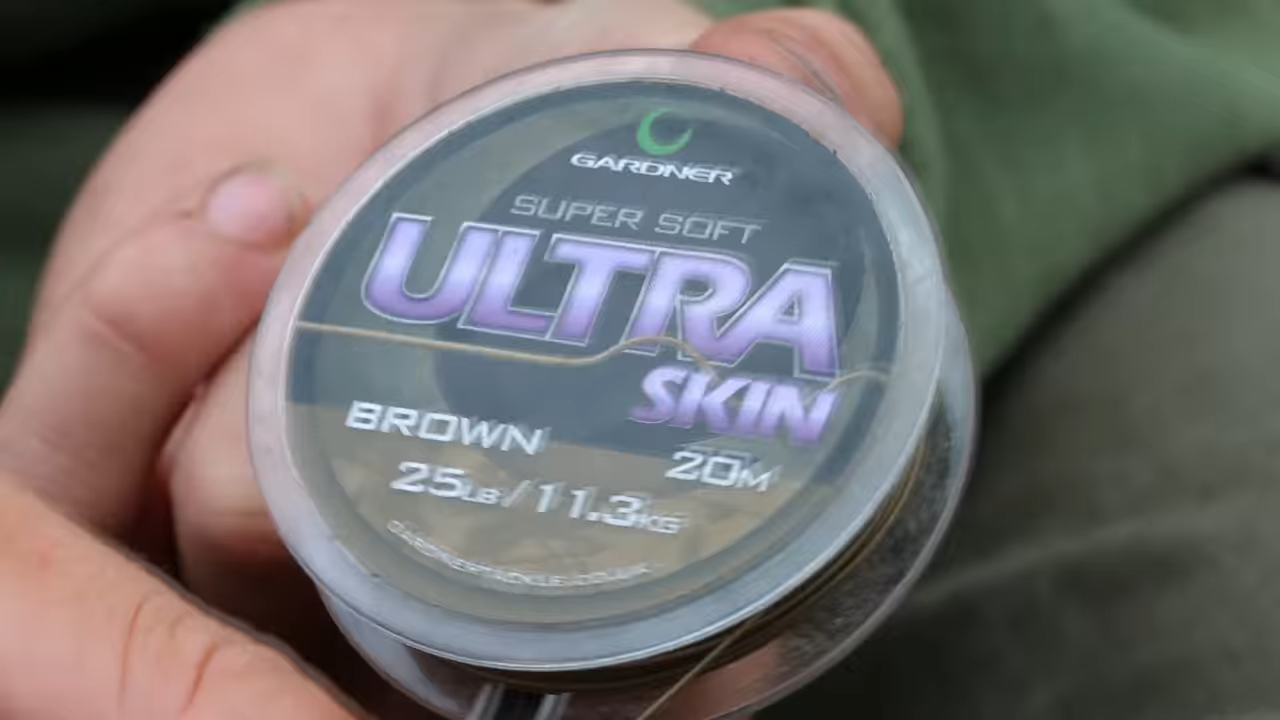 GARDNER
SUPER SOFT
ULTRA
SKIN
BROWN
20M
25LB/11.3KG